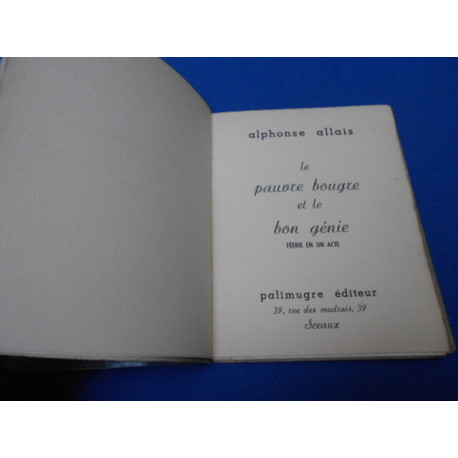 alphonse allais
le
pauvre bougre
et le
bon génie
FÉERIE EN UN ACTE
palimugre éditeur
39, rue des coudrais, 39
Sceaux